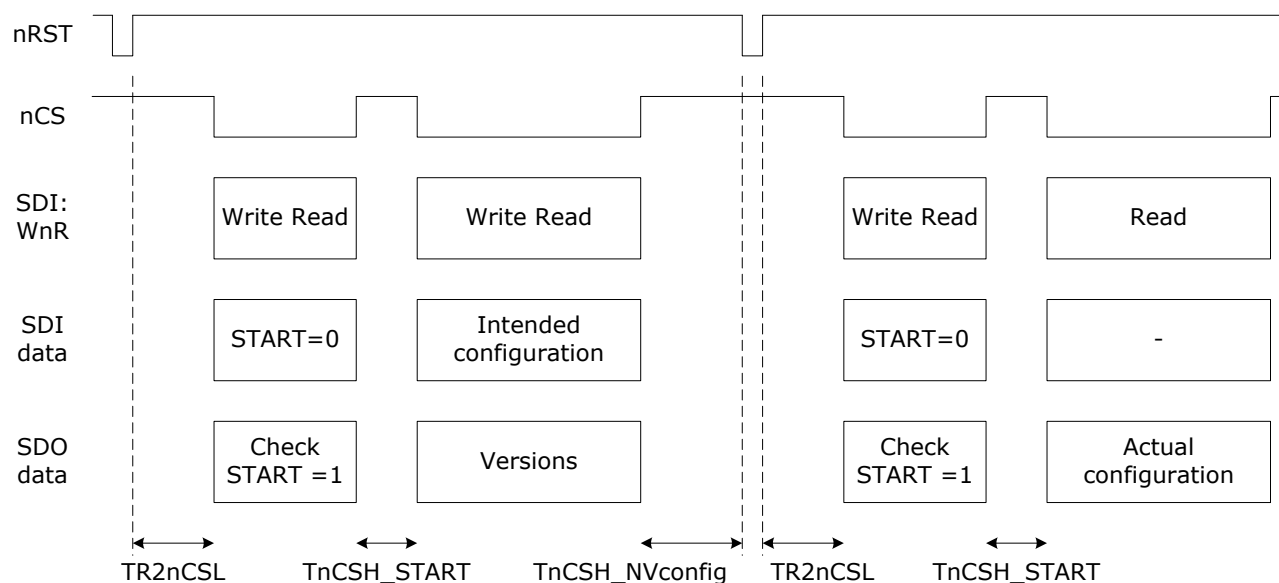 nRST
nCS
SDI:
WnR
Write Read
Write Read
Write Read
Read
SDI
data
START=0
Intended
configuration
START=0
-
SDO
data
Check
START =1
Versions
Check
START =1
Actual
configuration
TR2nCSL
TnCSH_START
TnCSH_NVconfig
TR2nCSL
TnCSH_START